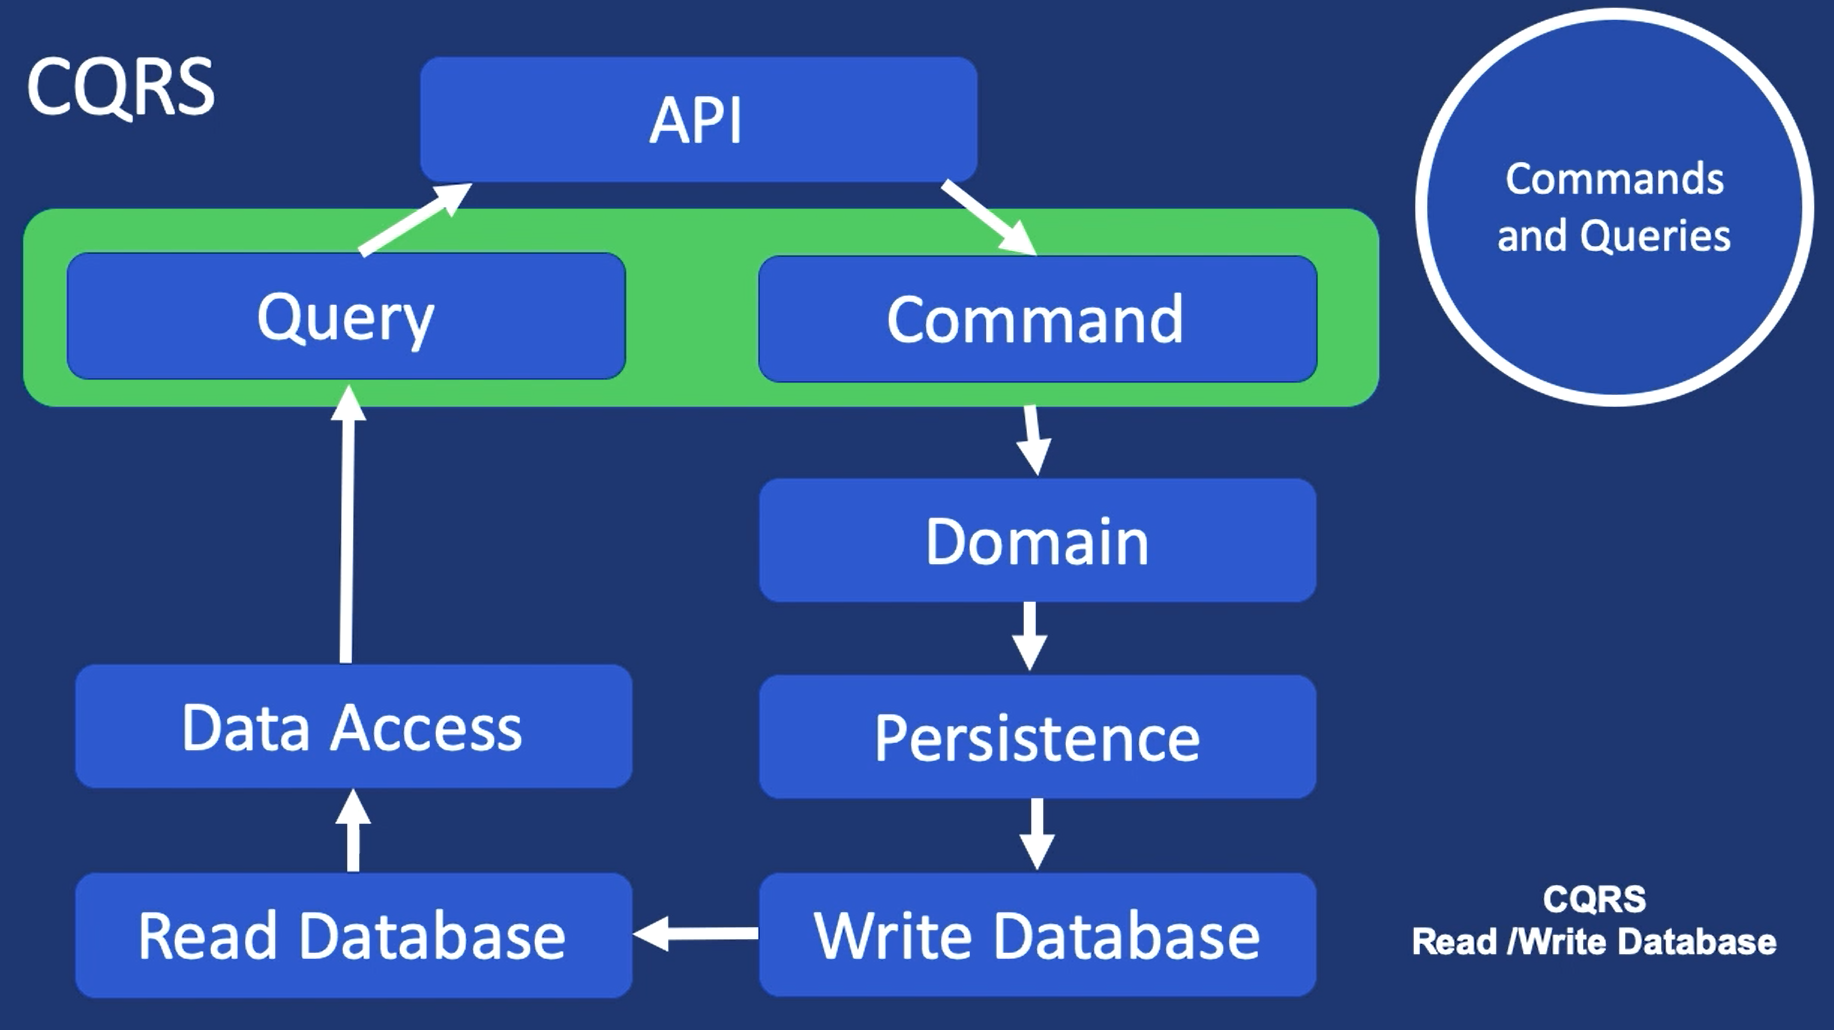 CQRS
API
Commands
and Queries
Query
Command
Domain
Data Access
Persistence
Read Database
Write Database
CQRS
Read /Write Database